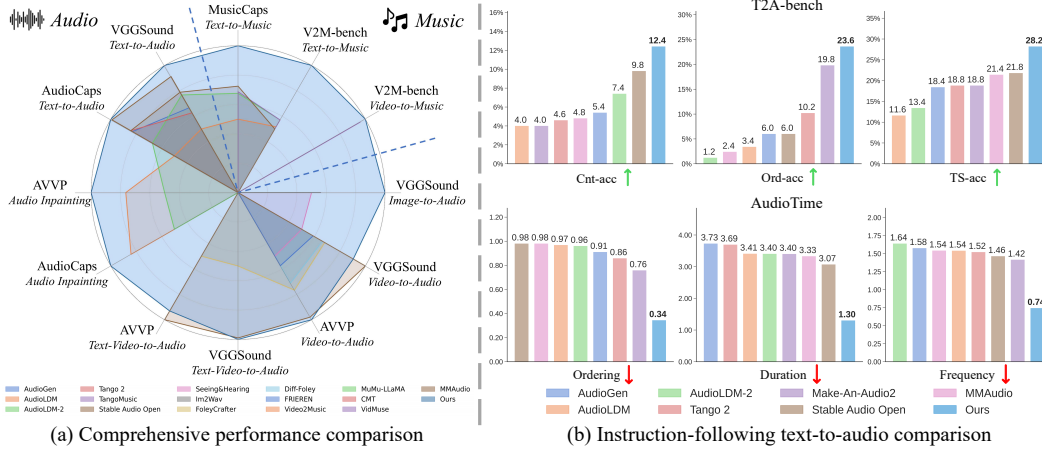 Audio
Music
MusicCaps
Text-to-Music
VGGSound
Text-to-Audio
V2M-bench
Text-to-Music
AudioCaps
Text-to-Audio
V2M-bench
Video-to-Music
AVVP
Audio Inpainting
VGGSound
Image-to-Audio
AudioCaps
Audio Inpainting
VGGSound
Video-to-Audio
AVVP
Text-Video-to-Audio
AVVP
Video-to-Audio
VGGSound
Text-Video-to-Audio
AudioGen
Tango 2
Seeing&Hearing
Diff-Foley
MuMu-LLaMA
MMAudio
AudioLDM
TangoMusic
Im2Wav
FRIEREN
CMT
Ours
AudioLDM-2
Stable Audio Open
FoleyCrafter
Video2Music
VidMuse
(a) Comprehensive performance comparison
T2A-bench
16%
14%
12%
10%
8%
6%
4%
2%
0%
4.0 4.0 4.6 4.8 5.4 7.4 9.8 12.4
Cnt-acc ↑
30%
25%
20%
15%
10%
5%
0%
1.2 2.4 3.4 6.0 6.0 10.2 19.8 23.6
Ord-acc ↑
35%
30%
25%
20%
15%
10%
5%
0%
11.6 13.4 18.4 18.8 18.8 21.4 21.8 28.2
TS-acc ↑
AudioTime
1.20
1.00
0.80
0.60
0.40
0.20
0.00
0.98 0.98 0.97 0.96 0.91 0.86 0.76 0.34
Ordering ↓
4.00
3.00
2.00
1.00
0.00
3.73 3.69 3.41 3.40 3.40 3.33 3.07 1.30
Duration ↓
2.00
1.75
1.50
1.25
1.00
0.75
0.50
0.25
0.00
1.64 1.58 1.54 1.54 1.52 1.46 1.42 0.74
Frequency ↓
AudioGen
AudioLDM-2
Make-An-Audio2
MMAudio
AudioLDM
Tango 2
Stable Audio Open
Ours
(b) Instruction-following text-to-audio comparison